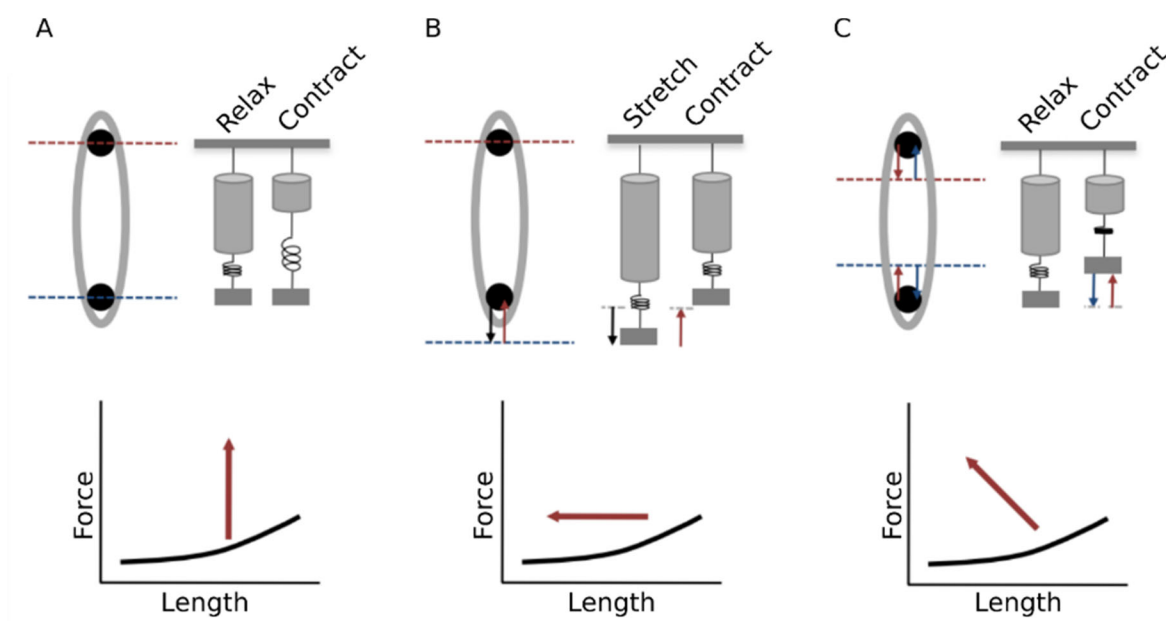 A
Relax
Contract
B
Stretch
Contract
C
Relax
Contract
Force
Length
Force
Length
Force
Length